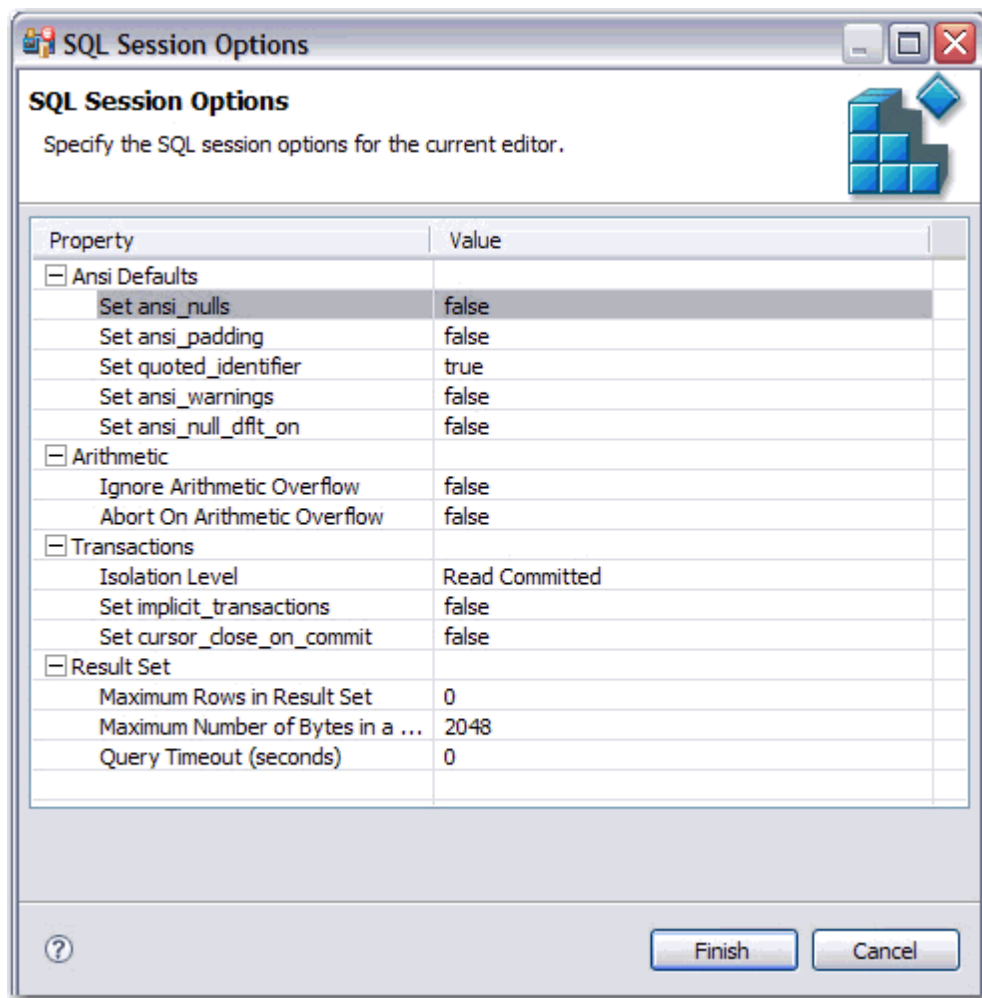 SQL Session Options
SQL Session Options
Specify the SQL session options for the current editor.
Property Value
Ansi Defaults
Set ansi_nulls false
Set ansi_padding false
Set quoted_identifier true
Set ansi_warnings false
Set ansi_null_dflt_on false
Arithmetic
Ignore Arithmetic Overflow false
Abort On Arithmetic Overflow false
Transactions
Isolation Level Read Committed
Set implicit_transactions false
Set cursor_close_on_commit false
Result Set
Maximum Rows in Result Set 0
Maximum Number of Bytes in a ... 2048
Query Timeout (seconds) 0
? Finish Cancel